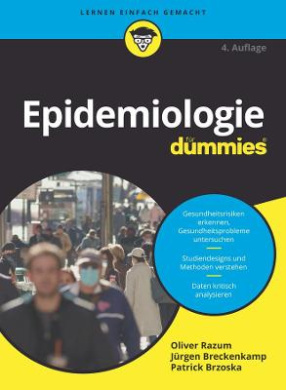 LERNEN EINFACH GEMACHT
4. Auflage
Epidemiologie
für
dummies®
Gesundheitsrisiken
erkennen,
Gesundheitsprobleme
untersuchen
Studiendesigns und
Methoden verstehen
Daten kritisch
analysieren
Oliver Razum
Jürgen Breckenkamp
Patrick Brzoska